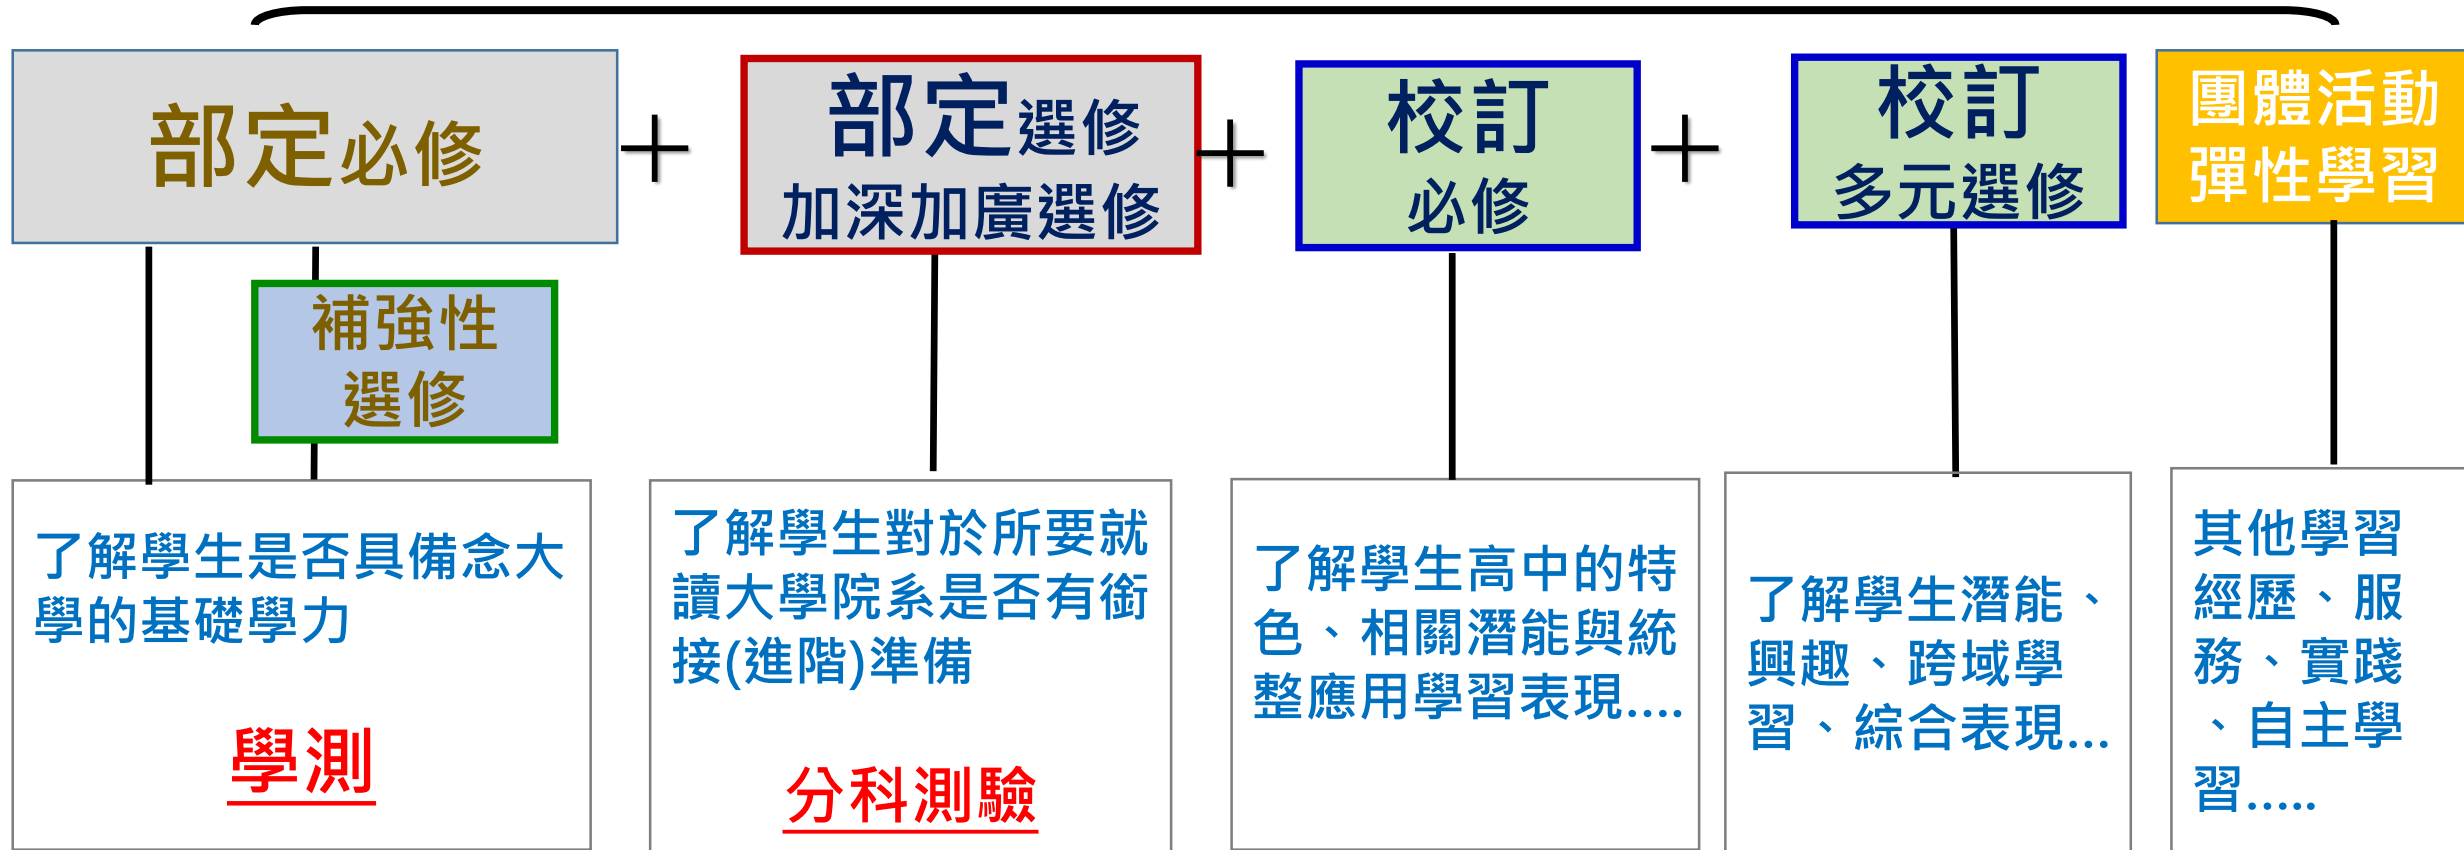 部定必修
+
部定選修
加深加廣選修
+
校訂
必修
+
校訂
多元選修
團體活動
彈性學習
補強性
選修
了解學生是否具備念大
學的基礎學力
學測
了解學生對於所要就
讀大學院系是否有銜
接(進階)準備
分科測驗
了解學生高中的特
色、相關潛能與統
整應用學習表現....
了解學生潛能、
興趣、跨域學
習、綜合表現...
其他學習
經歷、服
務、實踐
、自主學
習.....